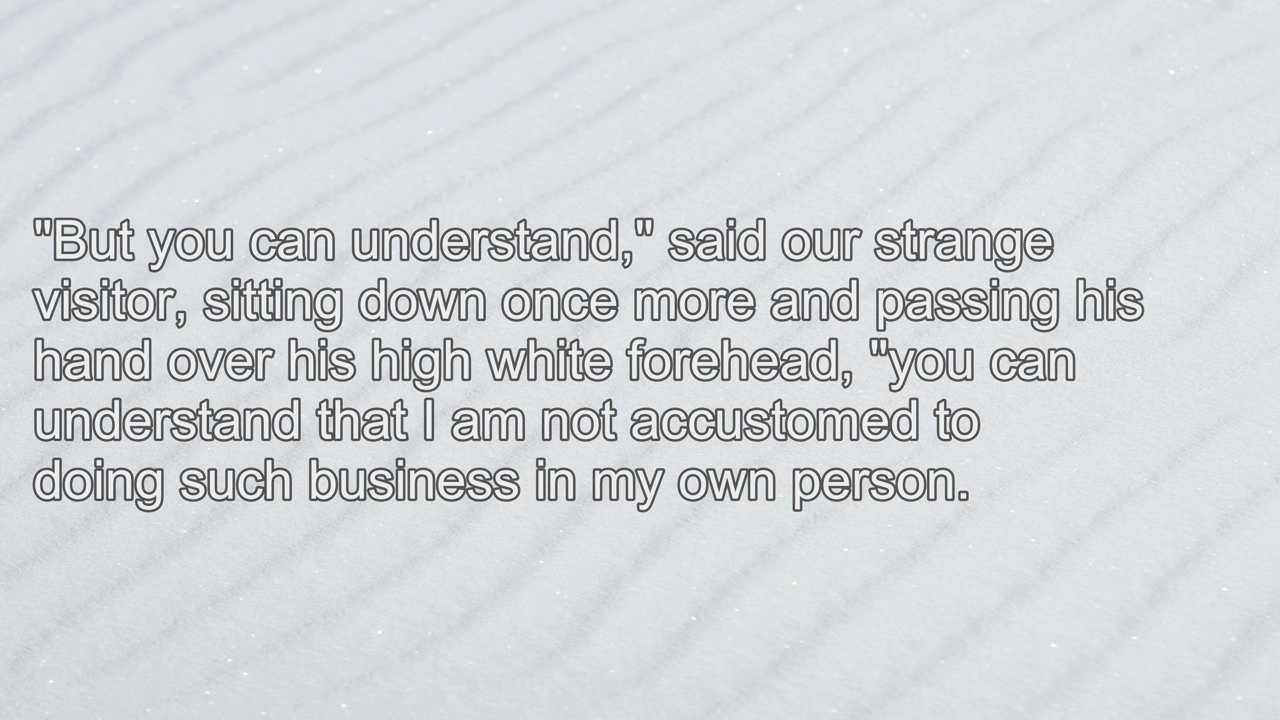 "But you can understand," said our strange
visitor, sitting down once more and passing his
hand over his high white forehead, "you can
understand that I am not accustomed to
doing such business in my own person.